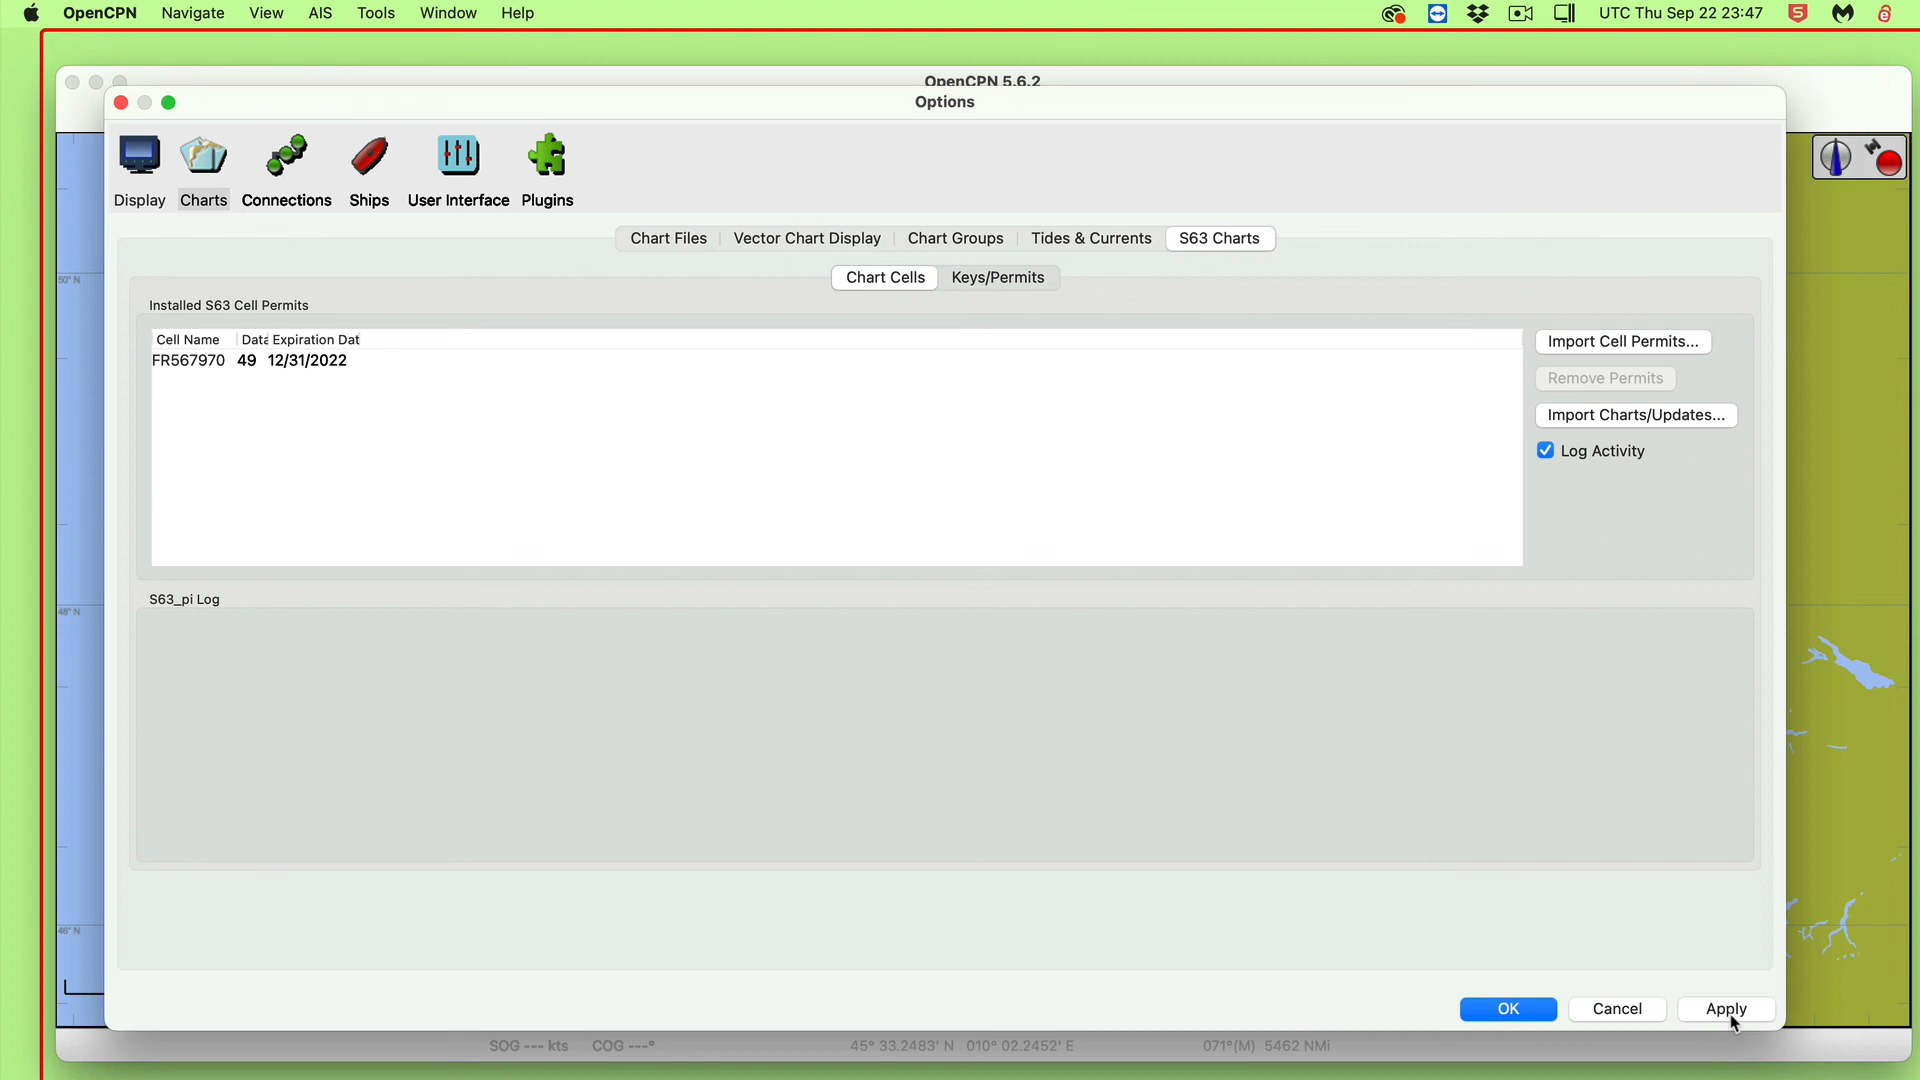 OpenCPN Navigate View AIS Tools Window Help UTC Thu Sep 22 23:47
OpenCPN 5.6.2
Options
Display Charts Connections Ships User Interface Plugins
Chart Files Vector Chart Display Chart Groups Tides & Currents S63 Charts
Chart Cells Keys/Permits
Installed S63 Cell Permits
Cell Name Data Expiration Dat
FR567970 49 12/31/2022
Import Cell Permits...
Remove Permits
Import Charts/Updates...
Log Activity
S63_pi Log
50° N
48° N
46° N
OK Cancel Apply
SOG --- kts COG ---° 45° 33.2483' N 010° 02.2452' E 071°(M) 5462 NMi